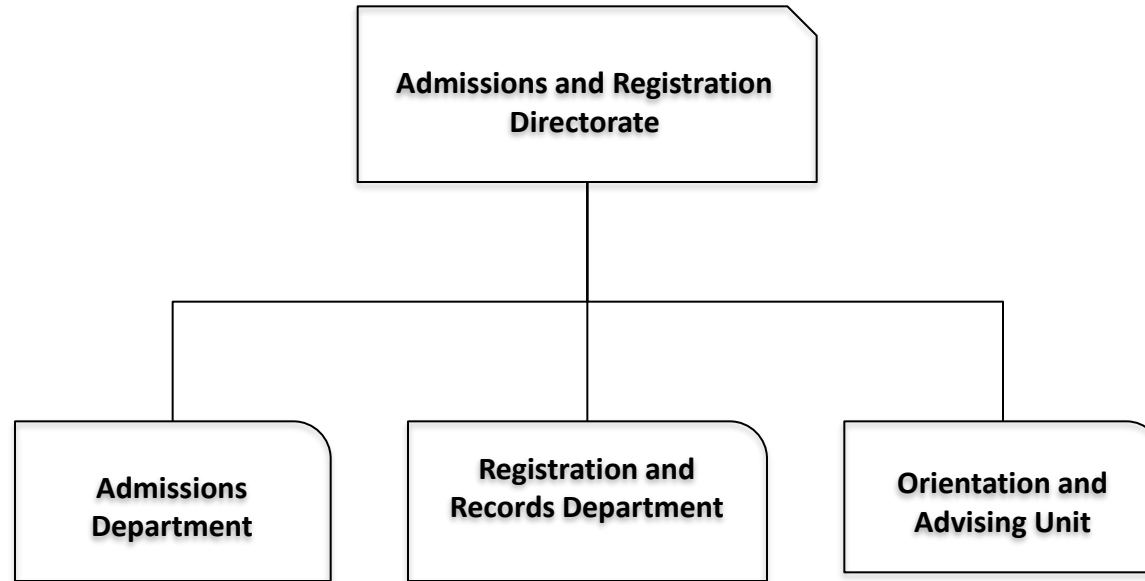 Admissions and Registration
Directorate
Admissions
Department
Registration and
Records Department
Orientation and
Advising Unit